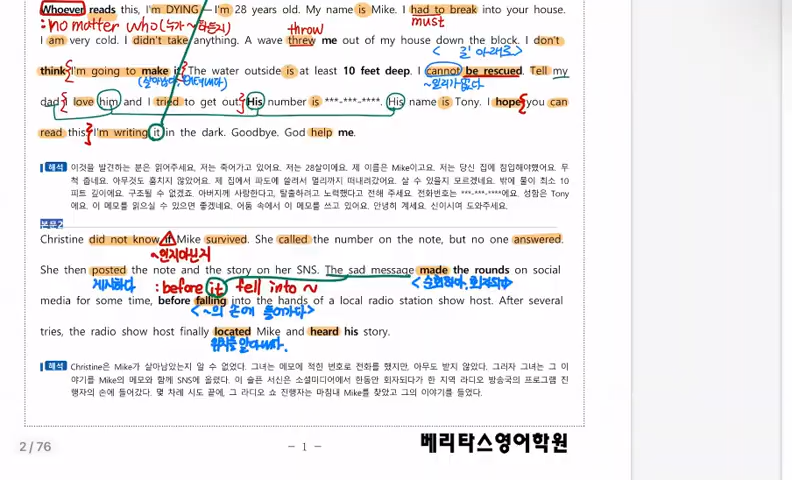 Whoever reads this, I'm DYING—I'm 28 years old. My name is Mike. I had to break into your house.
: no matter who (누가 ~하든지)
throw
must
I am very cold. I didn't take anything. A wave threw me out of my house down the block. I don't
think I'm going to make it. The water outside is at least 10 feet deep. I cannot be rescued. Tell my
~일리가 없다
dad I love him and I tried to get out. His number is ***-***-****. His name is Tony. I hope you can
read this. I'm writing it in the dark. Goodbye. God help me.
해석 이것을 발견하는 분은 읽어주세요. 저는 죽어가고 있어요. 저는 28살이에요. 제 이름은 Mike이고요. 저는 당신 집에 침입해야했어요. 무
척 춥네요. 아무것도 훔치지 않았어요. 제 집에서 파도에 쓸려서 멀리까지 떠내려갔어요. 살 수 있을지 모르겠네요. 밖에 물이 최소 10
피트 깊이에요. 구조될 수 없겠죠. 아버지께 사랑한다고, 탈출하려고 노력했다고 전해 주세요. 전화번호는 ***-***-****에요. 성함은 Tony
에요. 이 메모를 읽으실 수 있으면 좋겠네요. 어둠 속에서 이 메모를 쓰고 있어요. 안녕히 계세요. 신이시여 도와주세요.
본문2
Christine did not know if Mike survived. She called the number on the note, but no one answered.
~인지아닌지
She then posted the note and the story on her SNS. The sad message made the rounds on social
게시하다
: before it fell into ~
media for some time, before falling into the hands of a local radio station show host. After several
<~의 손에 들어가다>
tries, the radio show host finally located Mike and heard his story.
해석 Christine은 Mike가 살아남았는지 알 수 없었다. 그녀는 메모에 적힌 번호로 전화를 했지만, 아무도 받지 않았다. 그러자 그녀는 그 이
야기를 Mike의 메모와 함께 SNS에 올렸다. 이 슬픈 서신은 소셜미디어에서 한동안 회자되다가 한 지역 라디오 방송국의 프로그램 진
행자의 손에 들어갔다. 몇 차례 시도 끝에, 그 라디오 쇼 진행자는 마침내 Mike를 찾았고 그의 이야기를 들었다.
2/76
- 1 -
베리타스영어학원